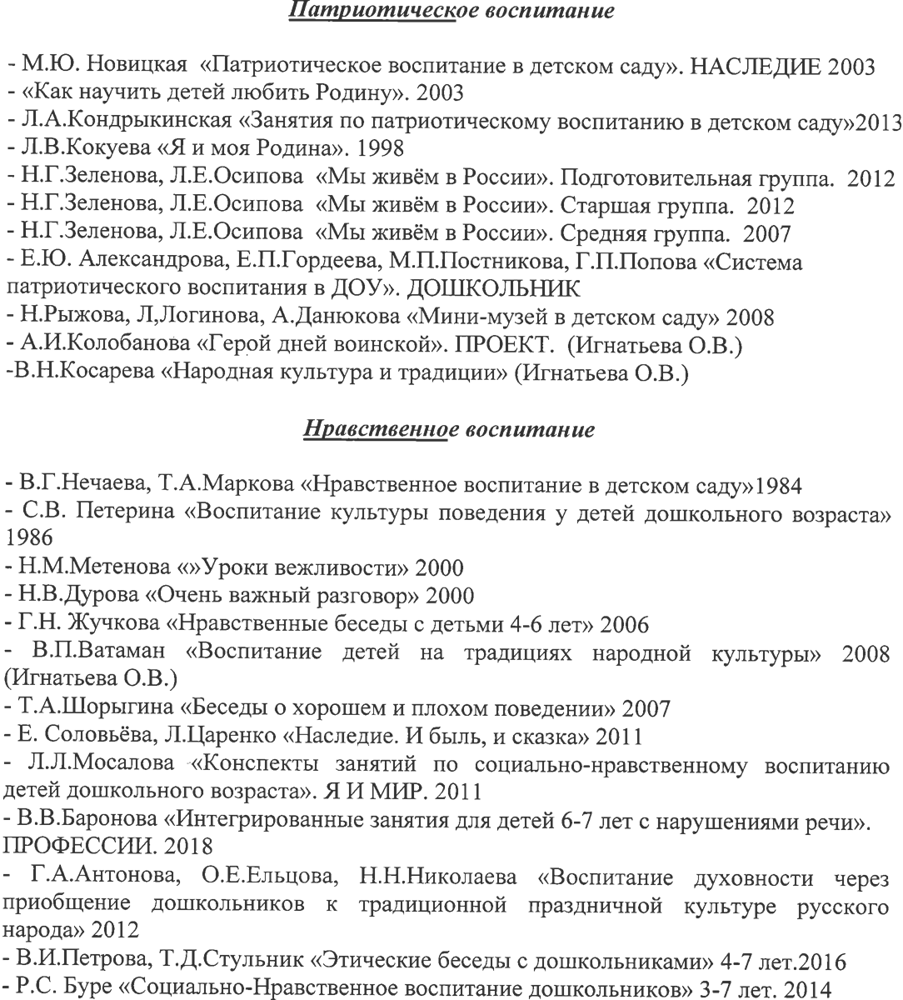 Патриотическое воспитание
- М.Ю. Новицкая «Патриотическое воспитание в детском саду». НАСЛЕДИЕ 2003
- «Как научить детей любить Родину». 2003
- Л.А.Кондрыкинская «Занятия по патриотическому воспитанию в детском саду»2013
- Л.В.Кокуева «Я и моя Родина». 1998
- Н.Г.Зеленова, Л.Е.Осипова «Мы живём в России». Подготовительная группа. 2012
- Н.Г.Зеленова, Л.Е.Осипова «Мы живём в России». Старшая группа. 2012
- Н.Г.Зеленова, Л.Е.Осипова «Мы живём в России». Средняя группа. 2007
- Е.Ю. Александрова, Е.П.Гордеева, М.П.Постникова, Г.П.Попова «Система
патриотического воспитания в ДОУ». ДОШКОЛЬНИК
- Н.Рыжова, Л,Логинова, А.Данюкова «Мини-музей в детском саду» 2008
- А.И.Колобанова «Герой дней воинской». ПРОЕКТ. (Игнатьева О.В.)
-В.Н.Косарева «Народная культура и традиции» (Игнатьева О.В.)
Нравственное воспитание
- В.Г.Нечаева, Т.А.Маркова «Нравственное воспитание в детском саду»1984
- С.В. Петерина «Воспитание культуры поведения у детей дошкольного возраста»
1986
- Н.М.Метенова «»Уроки вежливости» 2000
- Н.В.Дурова «Очень важный разговор» 2000
- Г.Н. Жучкова «Нравственные беседы с детьми 4-6 лет» 2006
- В.П.Ватаман «Воспитание детей на традициях народной культуры» 2008
(Игнатьева О.В.)
- Т.А.Шорыгина «Беседы о хорошем и плохом поведении» 2007
- Е. Соловьёва, Л.Царенко «Наследие. И быль, и сказка» 2011
- Л.Л.Мосалова «Конспекты занятий по социально-нравственному воспитанию
детей дошкольного возраста». Я И МИР. 2011
- В.В.Баронова «Интегрированные занятия для детей 6-7 лет с нарушениями речи».
ПРОФЕССИИ. 2018
- Г.А.Антонова, О.Е.Ельцова, Н.Н.Николаева «Воспитание духовности через
приобщение дошкольников к традиционной праздничной культуре русского
народа» 2012
- В.И.Петрова, Т.Д.Стульник «Этические беседы с дошкольниками» 4-7 лет.2016
- Р.С. Буре «Социально-Нравственное воспитание дошкольников» 3-7 лет. 2014